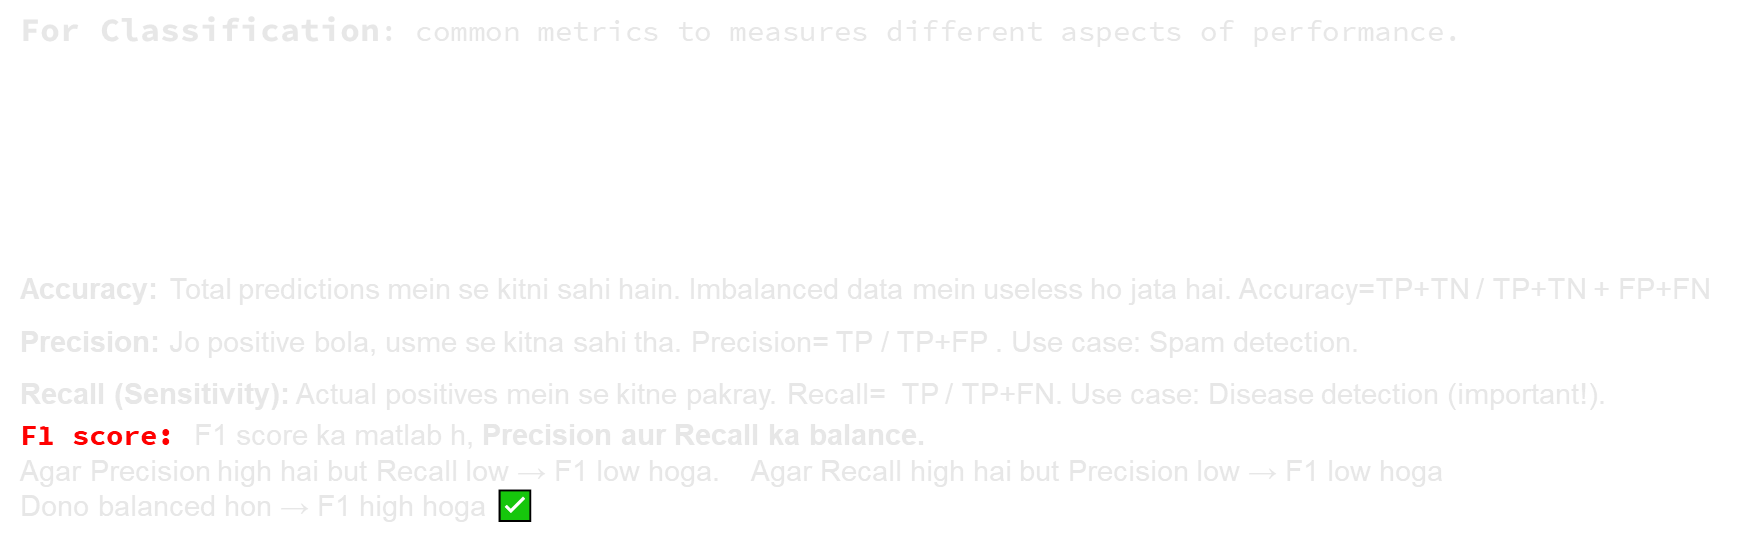 For Classification: common metrics to measures different aspects of performance.
Accuracy: Total predictions mein se kitni sahi hain. Imbalanced data mein useless ho jata hai. Accuracy=TP+TN / TP+TN + FP+FN
Precision: Jo positive bola, usme se kitna sahi tha. Precision= TP / TP+FP . Use case: Spam detection.
Recall (Sensitivity): Actual positives mein se kitne pakray. Recall= TP / TP+FN. Use case: Disease detection (important!).
F1 score: F1 score ka matlab h, Precision aur Recall ka balance.
Agar Precision high hai but Recall low → F1 low hoga. Agar Recall high hai but Precision low → F1 low hoga
Dono balanced hon → F1 high hoga ✅